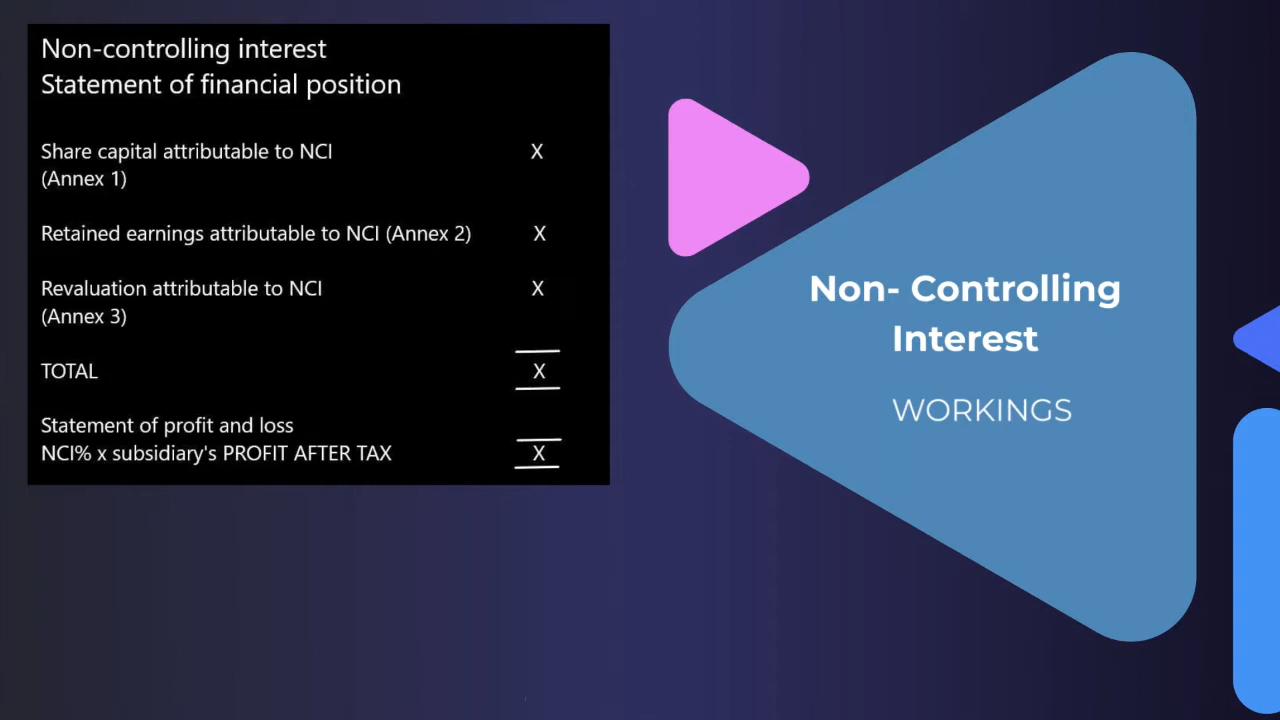 Non-controlling interest
Statement of financial position
Share capital attributable to NCI X
(Annex 1)
Retained earnings attributable to NCI (Annex 2) X
Revaluation attributable to NCI X
(Annex 3)
TOTAL X
Statement of profit and loss
NCI% x subsidiary's PROFIT AFTER TAX X
Non- Controlling
Interest
WORKINGS